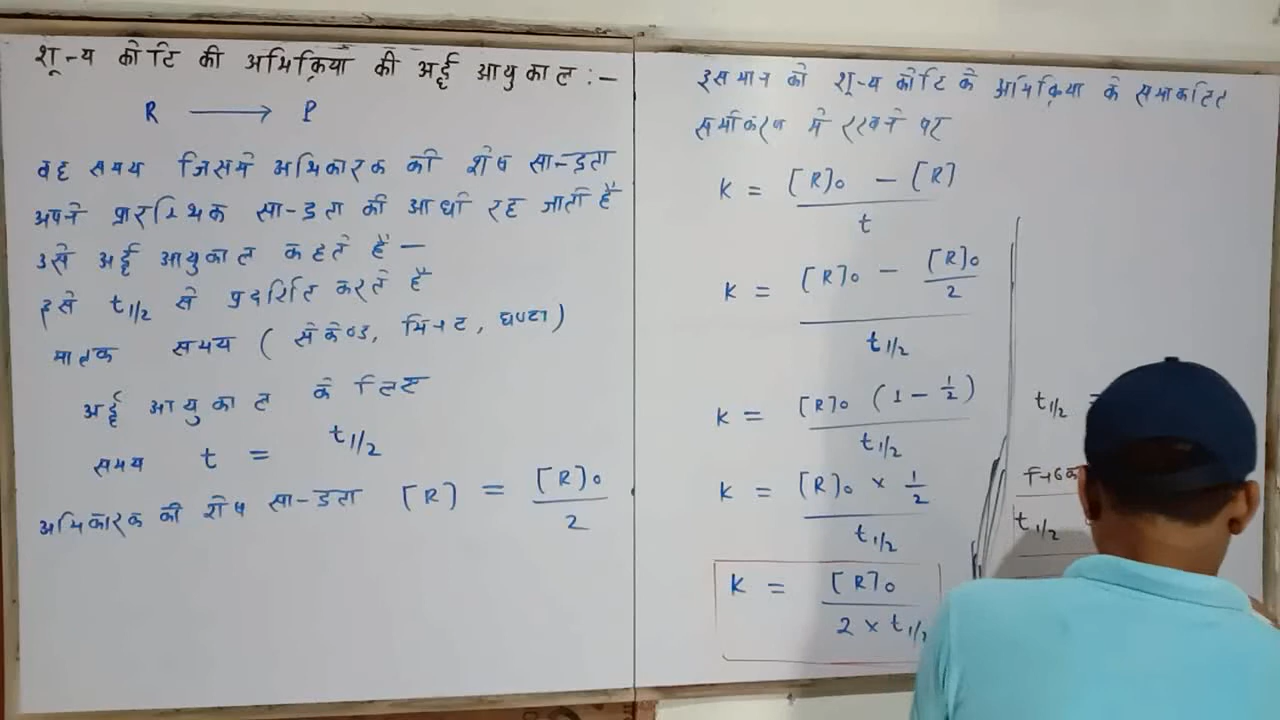 शून्य कोटि की अभिक्रिया की अर्द्ध आयुकाल :-
R ⟶ P
वह समय जिसमे अभिकारक की शेष सान्द्रता
अपने प्रारम्भिक सान्द्रता की आधी रह जाती है
उसे अर्द्ध आयुकाल कहते है -
इसे t1/2 से प्रदर्शित करते है
मात्रक समय ( सेकेण्ड, मिनट, घण्टा )
अर्द्ध आयुकाल के लिए
समय t = t1/2
अभिकारक की शेष सान्द्रता [R] = [R]₀ / 2
इस मान को शून्य कोटि के अभिक्रिया के समाकलित
समीकरण मे रखने पर
K = [R]₀ - [R] / t
K = [R]₀ - [R]₀/2 / t1/2
K = [R]₀ (1 - 1/2) / t1/2
K = [R]₀ × 1/2 / t1/2
K = [R]₀ / 2 × t1/2
t1/2 =
t1/2